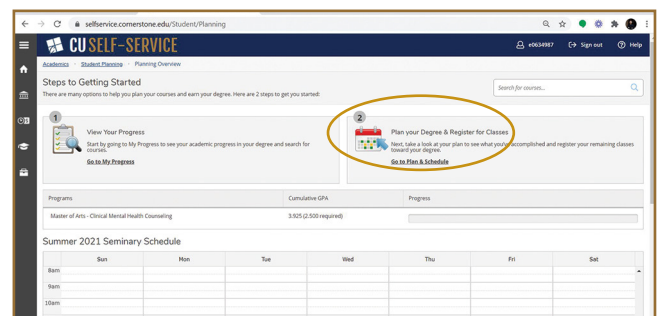 selfservice.cornerstone.edu/Student/Planning
CU SELF-SERVICE
e0634987 Sign out Help
Academics Student Planning Planning Overview
Steps to Getting Started
There are many options to help you plan your courses and earn your degree. Here are 2 steps to get you started:
Search for courses...
1
View Your Progress
Start by going to My Progress to see your academic progress in your degree and search for
courses.
Go to My Progress
2
Plan your Degree & Register for Classes
Next, take a look at your plan to see what you've accomplished and register your remaining classes
toward your degree.
Go to Plan & Schedule
Programs Cumulative GPA Progress
Master of Arts - Clinical Mental Health Counseling 3.925 (2.500 required)
Summer 2021 Seminary Schedule
Sun Mon Tue Wed Thu Fri Sat
8am
9am
10am